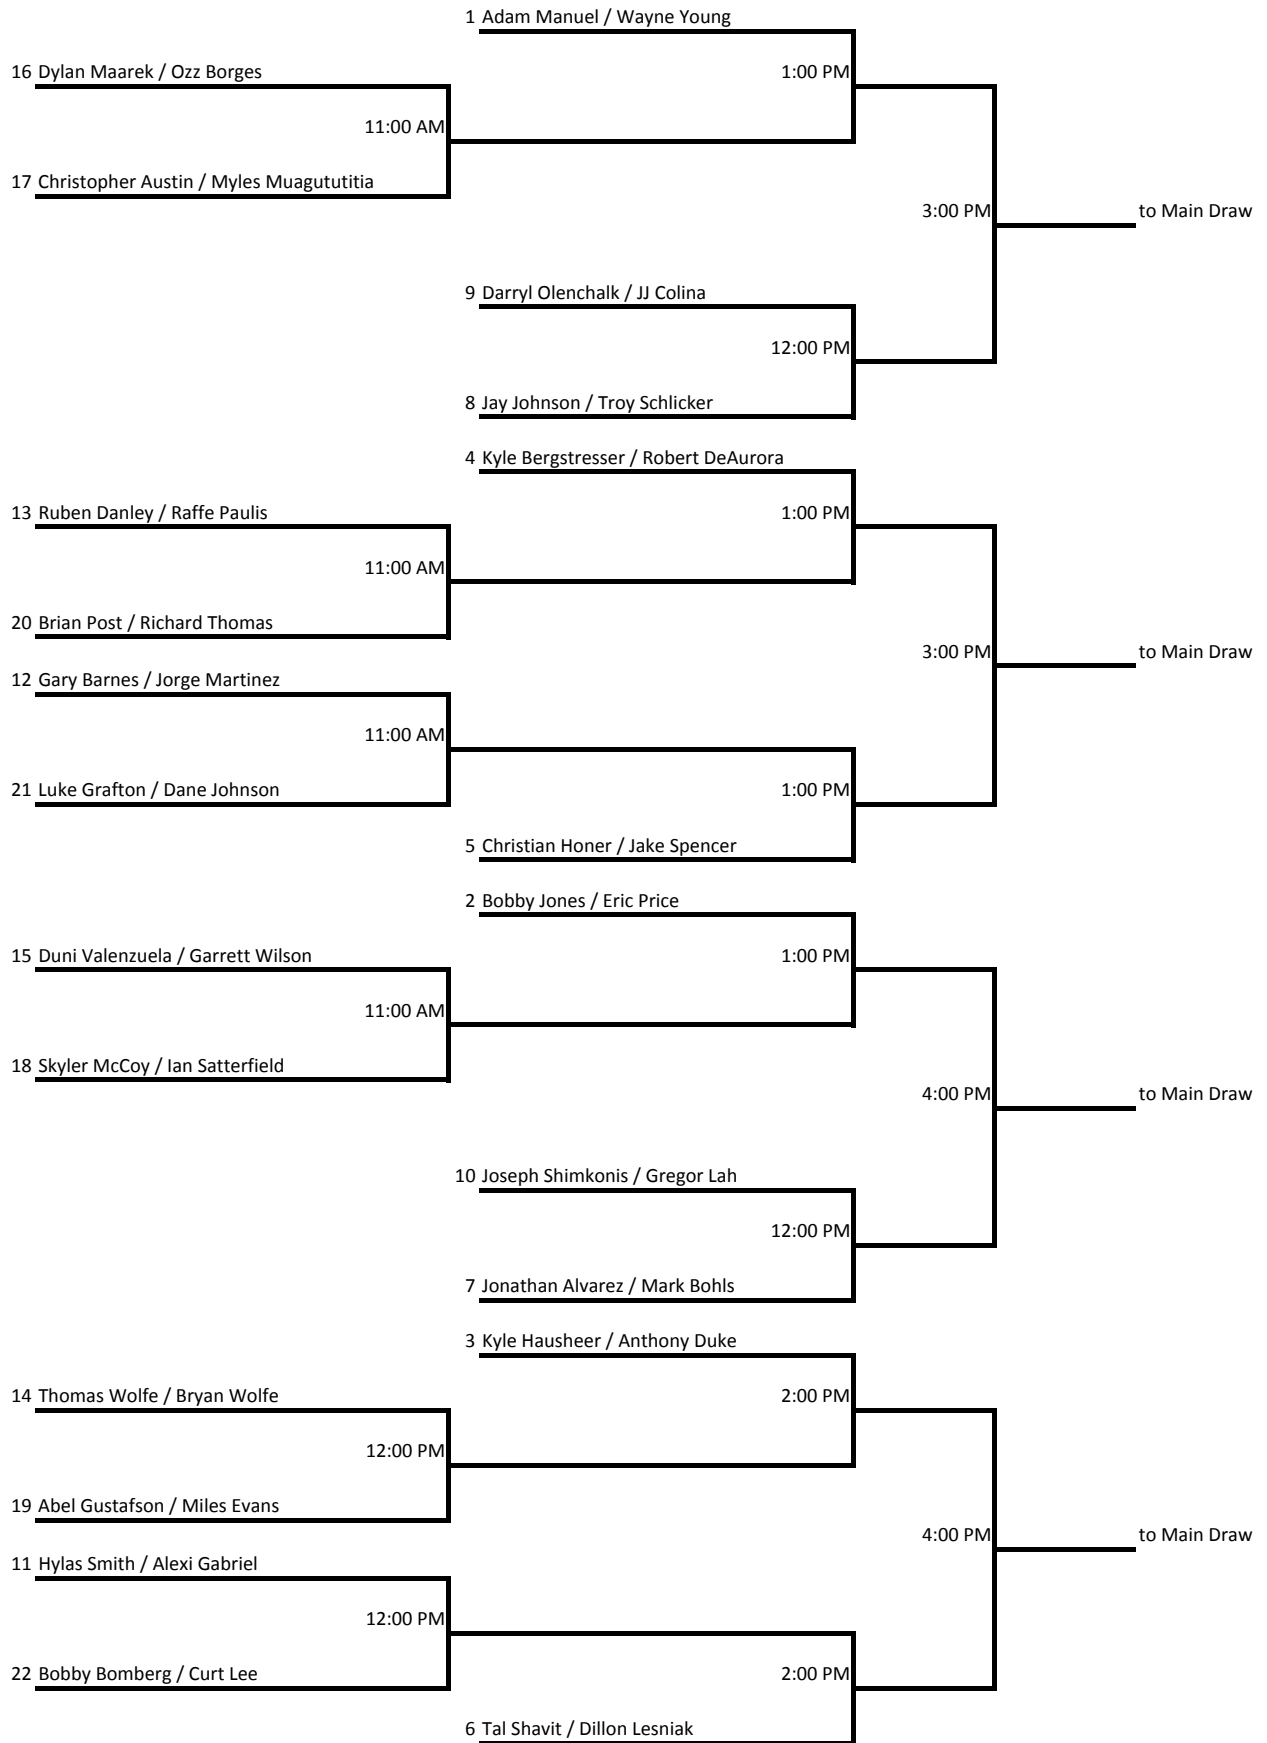 1 Adam Manuel / Wayne Young
16 Dylan Maarek / Ozz Borges
1:00 PM
11:00 AM
17 Christopher Austin / Myles Muagututitia
3:00 PM
to Main Draw
9 Darryl Olenchalk / JJ Colina
12:00 PM
8 Jay Johnson / Troy Schlicker
4 Kyle Bergstresser / Robert DeAurora
13 Ruben Danley / Raffe Paulis
1:00 PM
11:00 AM
20 Brian Post / Richard Thomas
3:00 PM
to Main Draw
12 Gary Barnes / Jorge Martinez
11:00 AM
21 Luke Grafton / Dane Johnson
1:00 PM
5 Christian Honer / Jake Spencer
2 Bobby Jones / Eric Price
15 Duni Valenzuela / Garrett Wilson
1:00 PM
11:00 AM
18 Skyler McCoy / Ian Satterfield
4:00 PM
to Main Draw
10 Joseph Shimkonis / Gregor Lah
12:00 PM
7 Jonathan Alvarez / Mark Bohls
3 Kyle Hausheer / Anthony Duke
14 Thomas Wolfe / Bryan Wolfe
2:00 PM
12:00 PM
19 Abel Gustafson / Miles Evans
4:00 PM
to Main Draw
11 Hylas Smith / Alexi Gabriel
12:00 PM
22 Bobby Bomberg / Curt Lee
2:00 PM
6 Tal Shavit / Dillon Lesniak